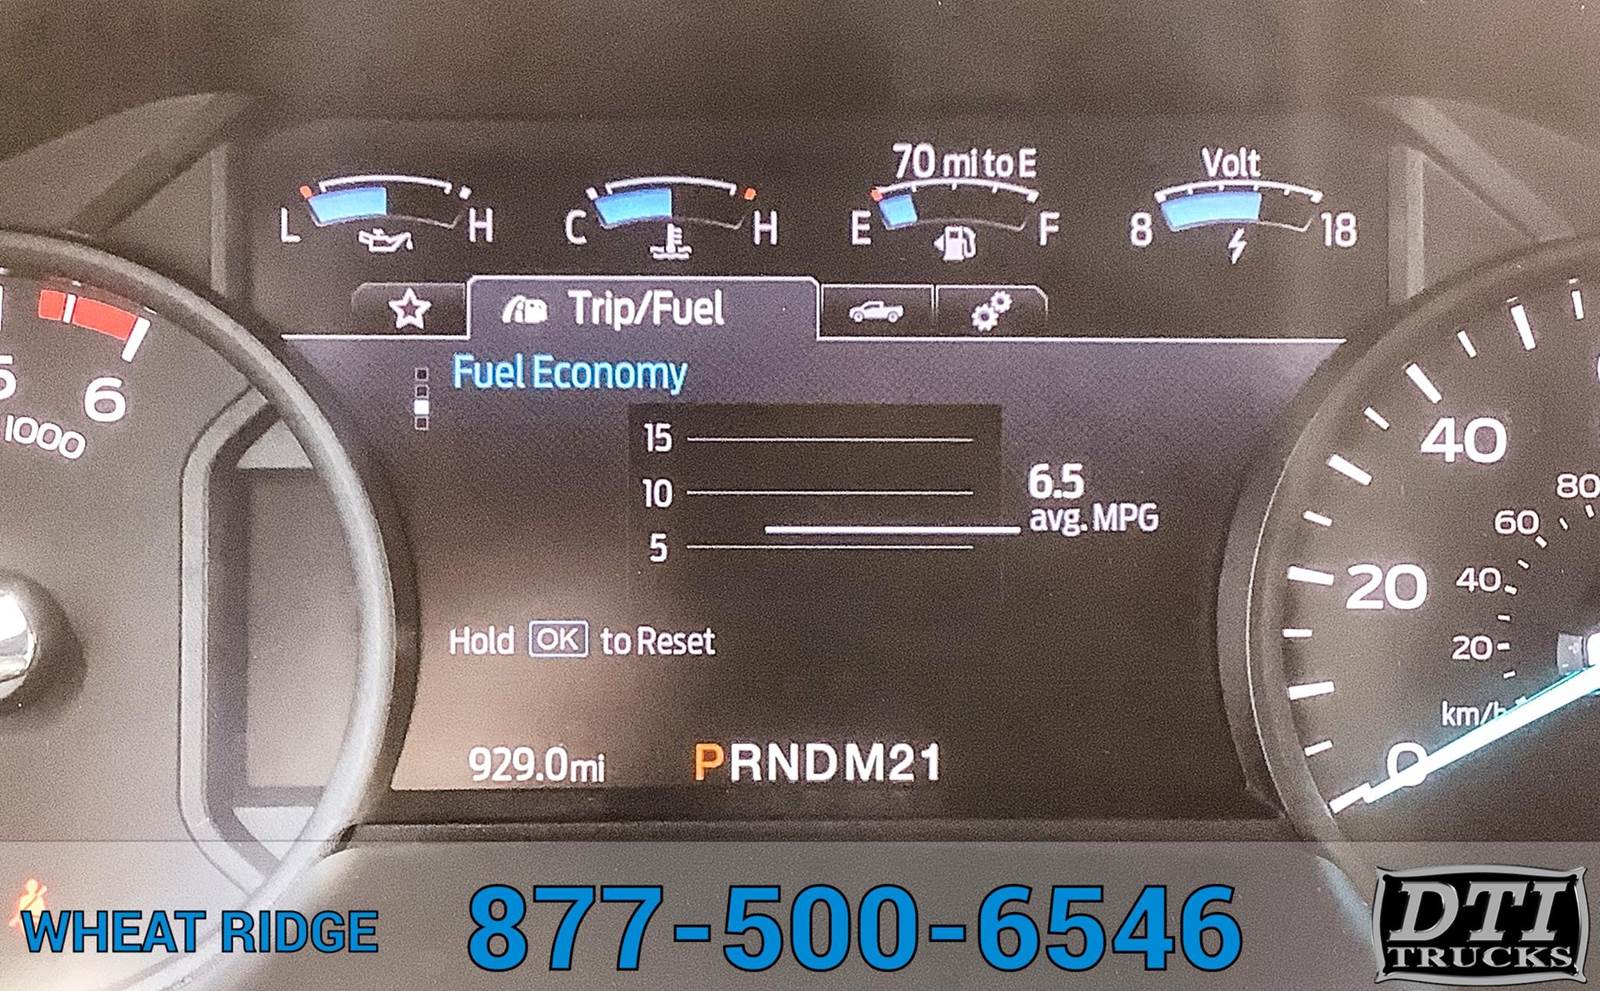 70 mi to E
Volt
L H
C H
E F
8 18
Trip/Fuel
Fuel Economy
15
10
5
6.5
avg. MPG
Hold OK to Reset
929.0mi
PRNDM21
6
1000
40
20
0
80
60
40
20
km/h
WHEAT RIDGE
877-500-6546
DTI
TRUCKS